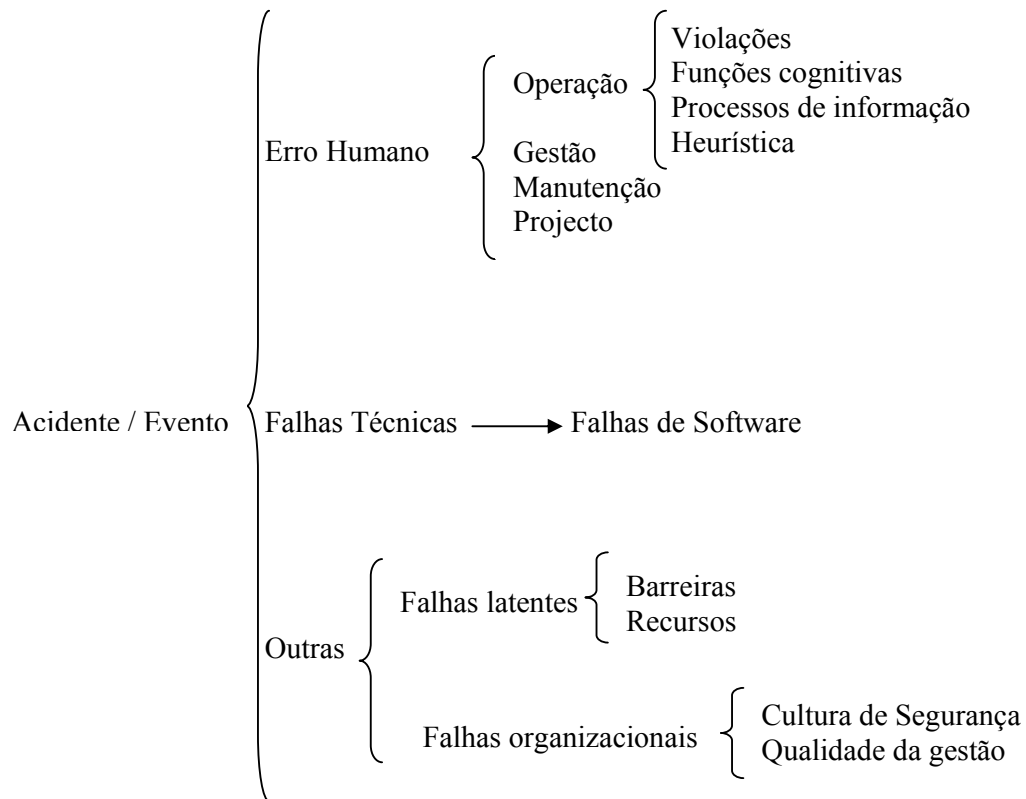 Violações
Funções cognitivas
Processos de informação
Heurística
Operação
Erro Humano
Gestão
Manutenção
Projecto
Acidente / Evento
Falhas Técnicas
Falhas de Software
Falhas latentes
Barreiras
Recursos
Outras
Falhas organizacionais
Cultura de Segurança
Qualidade da gestão